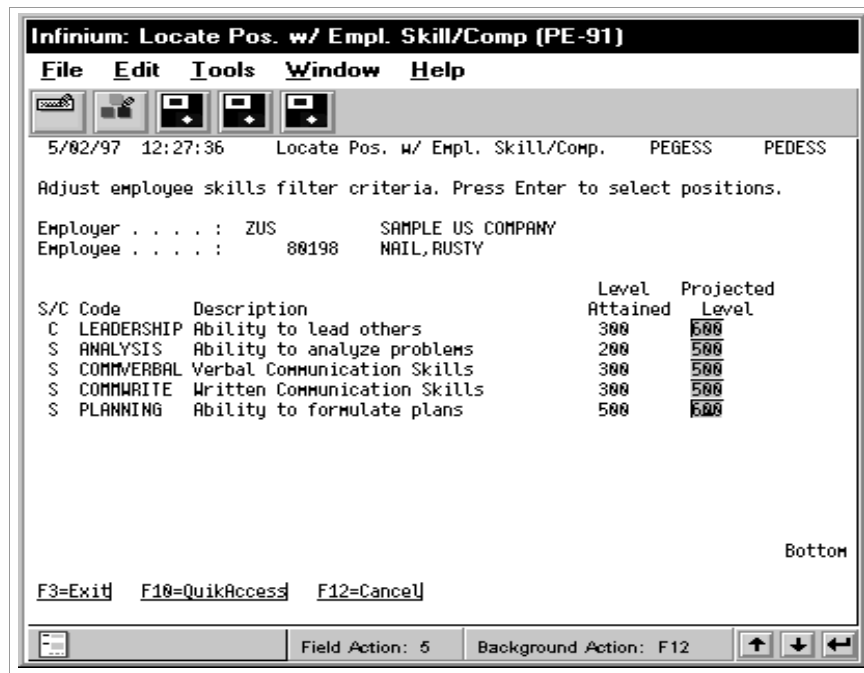 Infinium: Locate Pos. w/ Empl. Skill/Comp (PE-91)
File Edit Tools Window Help
5/02/97 12:27:36 Locate Pos. w/ Empl. Skill/Comp. PEGESS PEDESS
Adjust employee skills filter criteria. Press Enter to select positions.
Employer . . . . : ZUS SAMPLE US COMPANY
Employee . . . . : 80198 NAIL,RUSTY
Level Projected
S/C Code Description Attained Level
C LEADERSHIP Ability to lead others 300 600
S ANALYSIS Ability to analyze problems 200 500
S COMMVERBAL Verbal Communication Skills 300 500
S COMMWRITE Written Communication Skills 300 500
S PLANNING Ability to formulate plans 500 600
Bottom
F3=Exit F10=QuikAccess F12=Cancel
Field Action: 5 Background Action: F12